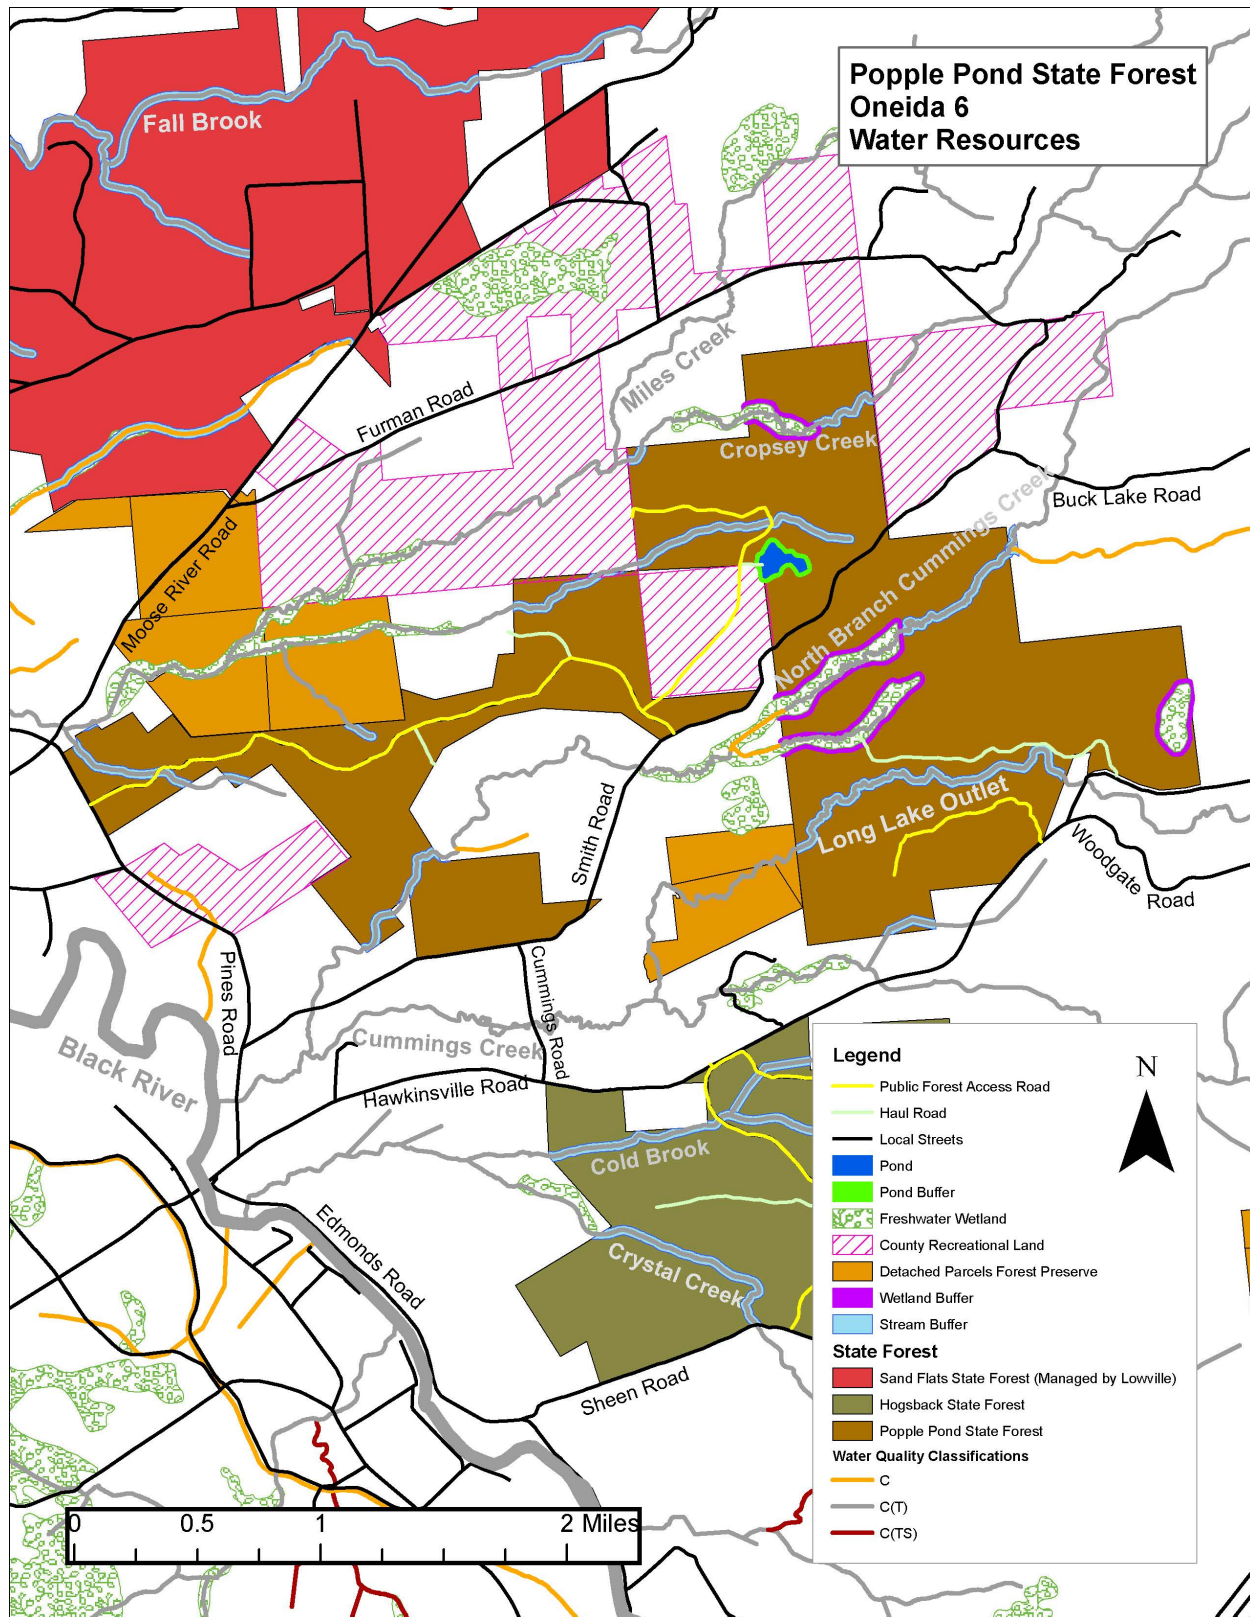 Popple Pond State Forest
Oneida 6
Water Resources
Fall Brook
Miles Creek
Furman Road
Cropsey Creek
Buck Lake Road
Moose River Road
North Branch Cummings Creek
Long Lake Outlet
Smith Road
Woodgate
Road
Pines Road
Cummings Road
Black River
Cummings Creek
Hawkinsville Road
Cold Brook
Edmonds Road
Crystal Creek
Sheen Road
Legend
N
Public Forest Access Road
Haul Road
Local Streets
Pond
Pond Buffer
Freshwater Wetland
County Recreational Land
Detached Parcels Forest Preserve
Wetland Buffer
Stream Buffer
State Forest
Sand Flats State Forest (Managed by Lowville)
Hogsback State Forest
Popple Pond State Forest
Water Quality Classifications
C
C(T)
C(TS)
0 0.5 1 2 Miles